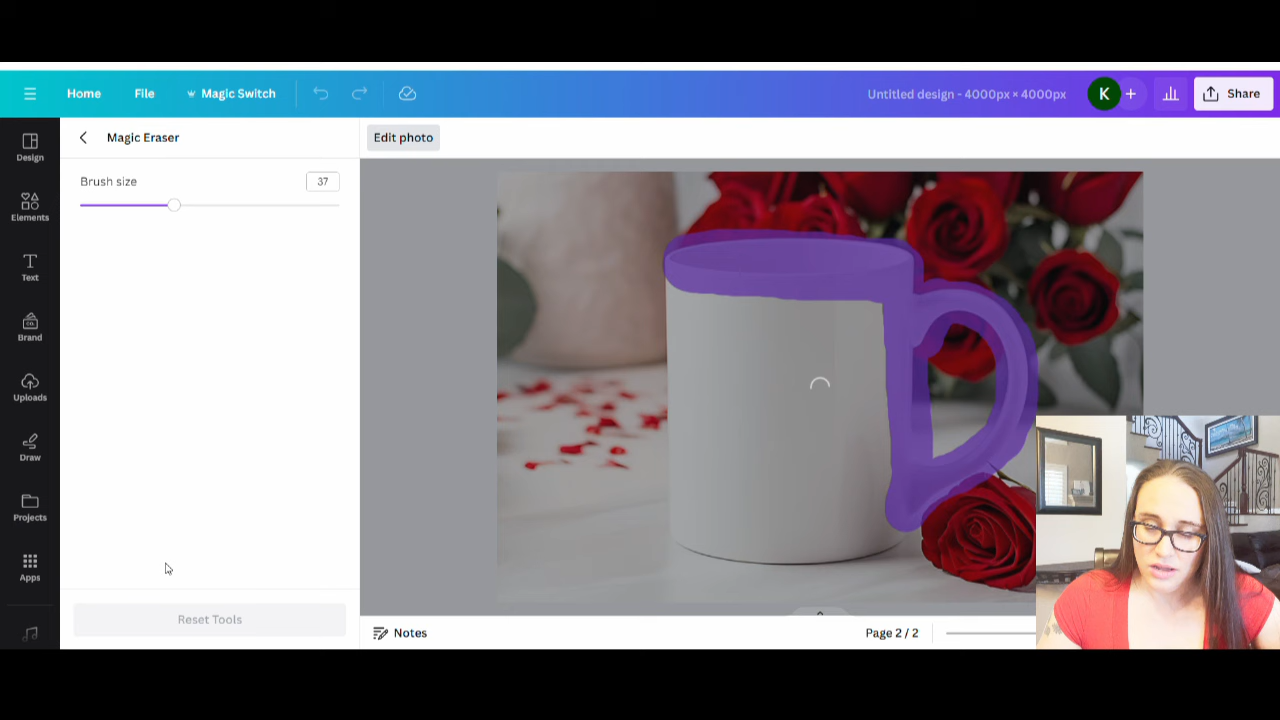 Home File Magic Switch Untitled design - 4000px × 4000px K + Share
Design
Magic Eraser
Edit photo
Brush size 37
Elements
Text
Brand
Uploads
Draw
Projects
Apps
Reset Tools
Notes Page 2 / 2